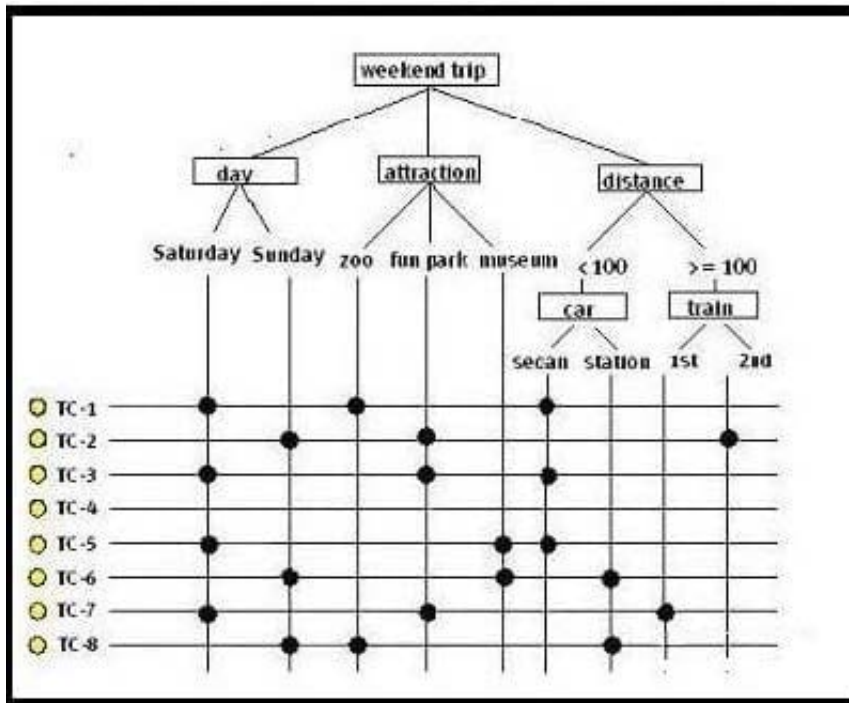 weekend trip
day attraction distance
Saturday Sunday zoo fun park museum < 100 >= 100
car train
secan station 1st 2nd
TC-1
TC-2
TC-3
TC-4
TC-5
TC-6
TC-7
TC-8